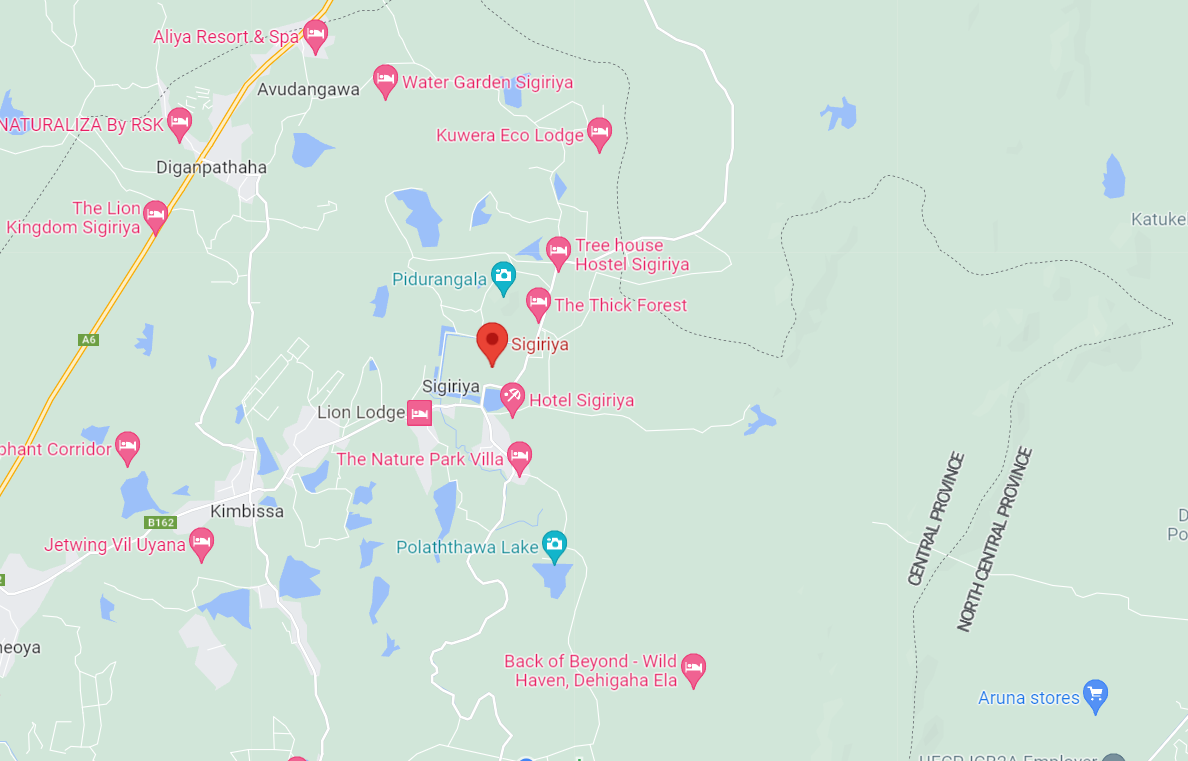 Aliya Resort & Spa
Avudangawa
Water Garden Sigiriya
NATURALIZA By RSK
Kuwera Eco Lodge
Diganpathaha
The Lion
Kingdom Sigiriya
Katuke
Tree house
Hostel Sigiriya
Pidurangala
The Thick Forest
A6
Sigiriya
Sigiriya
Hotel Sigiriya
Lion Lodge
phant Corridor
The Nature Park Villa
CENTRAL PROVINCE
NORTH CENTRAL PROVINCE
Kimbissa
B162
D
Po
Jetwing Vil Uyana
Polaththawa Lake
2
neoya
Back of Beyond - Wild
Haven, Dehigaha Ela
Aruna stores